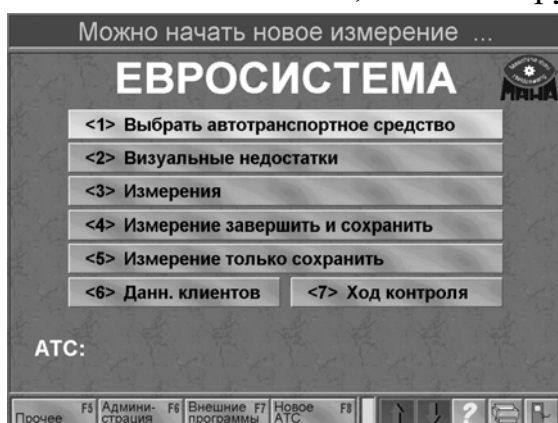 Можно начать новое измерение ...
ЕВРОСИСТЕМА
МАНА
<1> Выбрать автотранспортное средство
<2> Визуальные недостатки
<3> Измерения
<4> Измерение завершить и сохранить
<5> Измерение только сохранить
<6> Данн. клиентов <7> Ход контроля
АТС:
Прочее F5 Админи- страция F6 Внешние программы F7 Новое АТС F8 ?